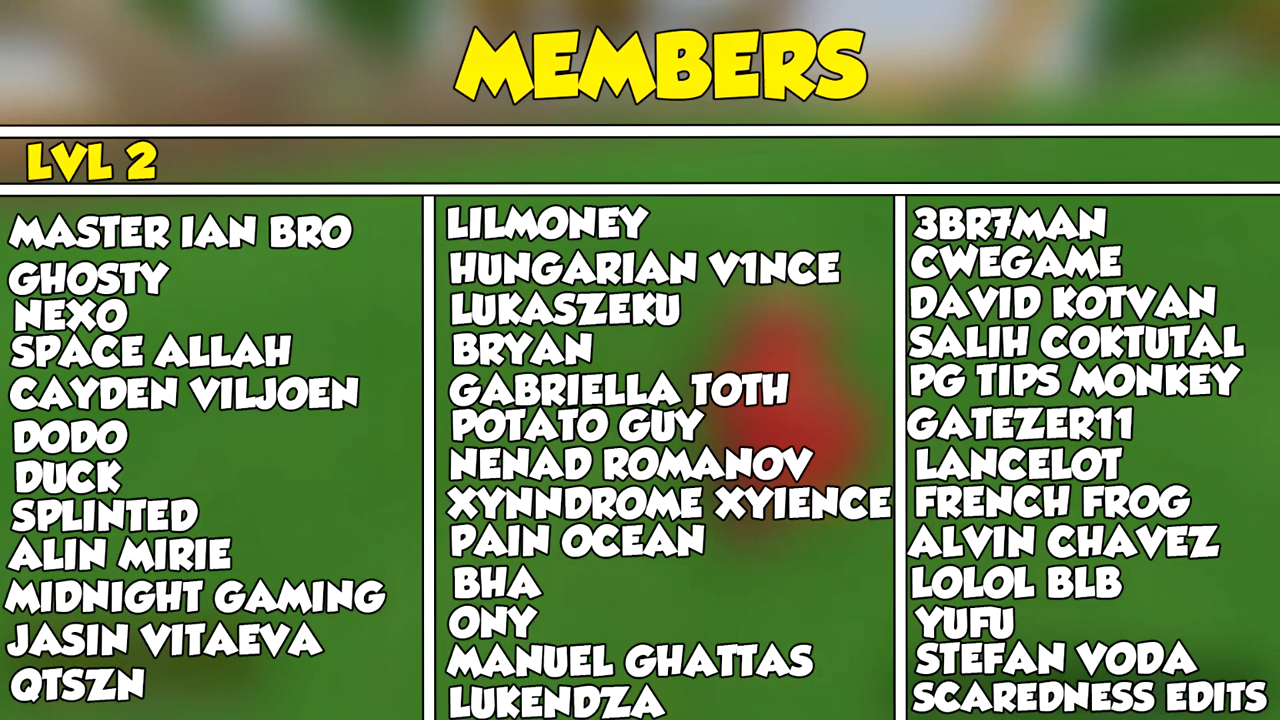 MEMBERS
LVL 2
MASTER IAN BRO
GHOSTY
NEXO
SPACE ALLAH
CAYDEN VILJOEN
DODO
DUCK
SPLINTED
ALIN MIRIE
MIDNIGHT GAMING
JASIN VITAEVA
QTSZN
LILMONEY
HUNGARIAN V1NCE
LUKASZEKU
BRYAN
GABRIELLA TOTH
POTATO GUY
NENAD ROMANOV
XYNNDROME XYIENCE
PAIN OCEAN
BHA
ONY
MANUEL GHATTAS
LUKENDZA
3BR7MAN
CWEGAME
DAVID KOTVAN
SALIH COKTUTAL
PG TIPS MONKEY
GATEZER11
LANCELOT
FRENCH FROG
ALVIN CHAVEZ
LOLOL BLB
YUFU
STEFAN VODA
SCAREDNESS EDITS